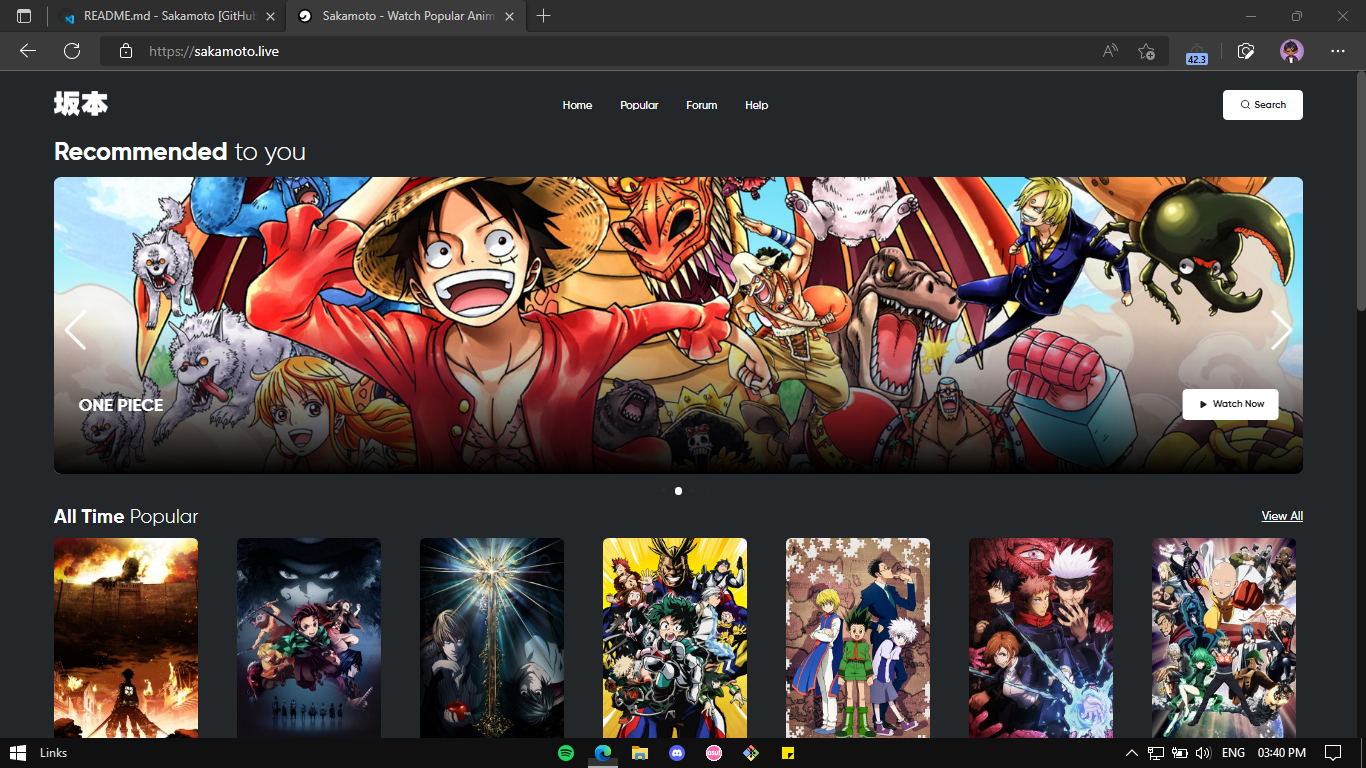 README.md - Sakamoto [GitHub
Sakamoto - Watch Popular Anim
https://sakamoto.live
42.3
坂本
Home
Popular
Forum
Help
Search
Recommended to you
ONE PIECE
Watch Now
All Time Popular
View All
Links
osu!
ENG
03:40 PM